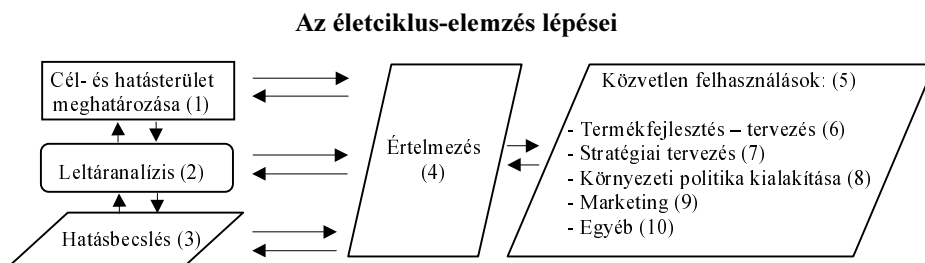 Az életciklus-elemzés lépései
Cél- és hatásterület
meghatározása (1)
Leltáranalízis (2)
Hatásbecslés (3)
Értelmezés
(4)
Közvetlen felhasználások: (5)
- Termékfejlesztés – tervezés (6)
- Stratégiai tervezés (7)
- Környezeti politika kialakítása (8)
- Marketing (9)
- Egyéb (10)